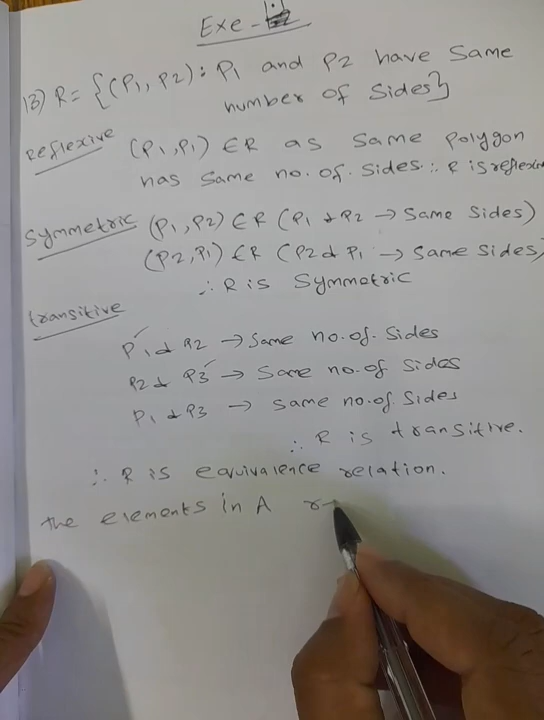 Exe -
13) R = {(P1, P2) : P1 and P2 have same
number of sides}
Reflexive (P1, P1) ∈ R as same polygon
has same no. of. sides. ∴ R is reflexive
Symmetric (P1, P2) ∈ R (P1 & P2 → same sides)
(P2, P1) ∈ R (P2 & P1 → same sides)
∴ R is symmetric
transitive
P1 & P2 → same no. of. sides
P2 & P3 → same no. of sides
P1 & P3 → same no. of. sides
∴ R is transitive.
∴ R is equivalence relation.
the elements in A r